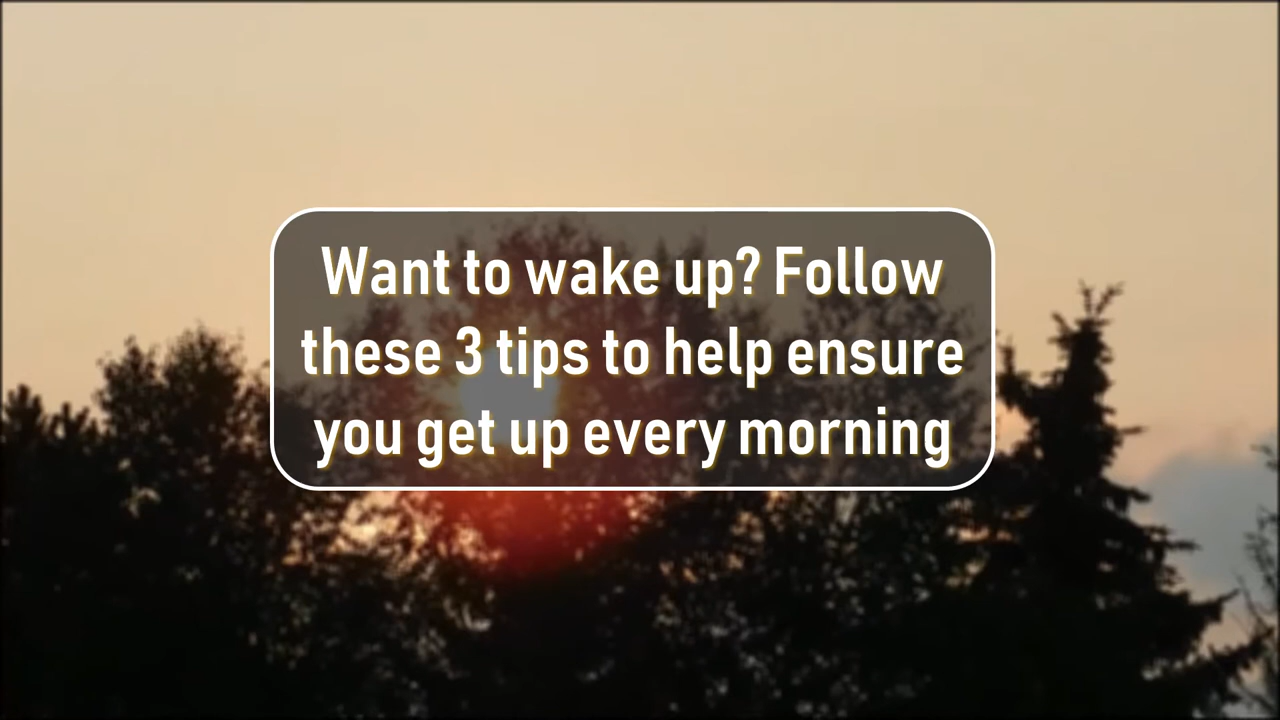 Want to wake up? Follow
these 3 tips to help ensure
you get up every morning